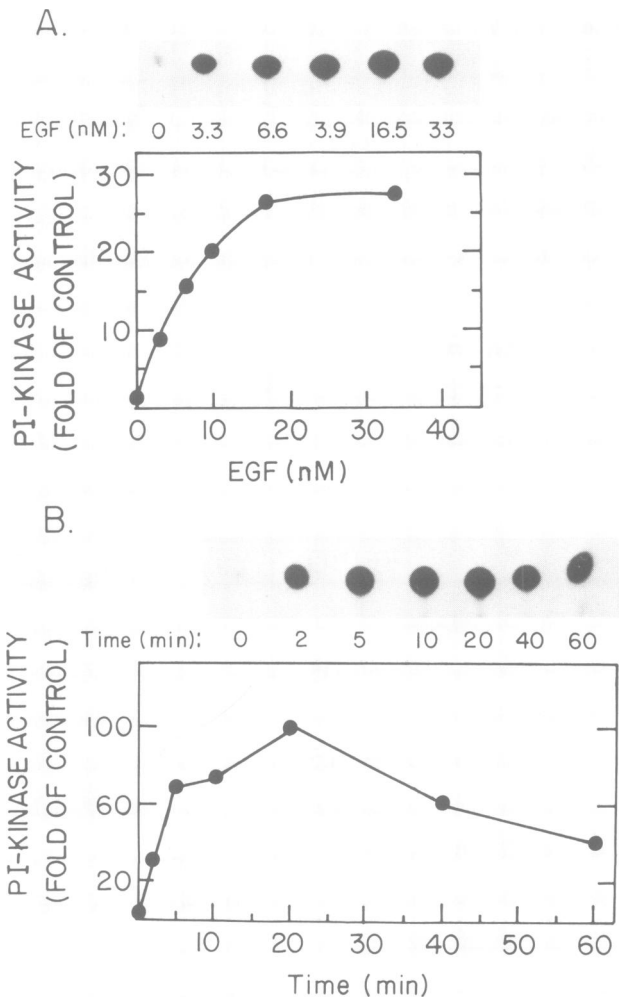 A.
EGF (nM): 0 3.3 6.6 3.9 16.5 33
PI-KINASE ACTIVITY
(FOLD OF CONTROL)
30
20
10
0 10 20 30 40
EGF (nM)
B.
Time (min): 0 2 5 10 20 40 60
PI-KINASE ACTIVITY
(FOLD OF CONTROL)
100
60
20
10 20 30 40 50 60
Time (min)